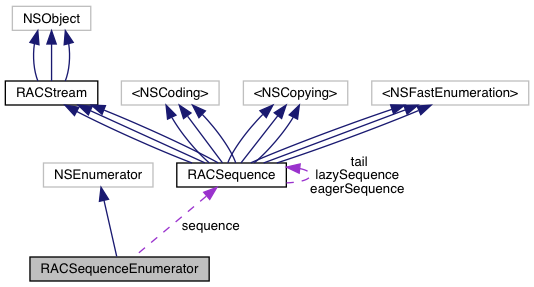 NSObject
RACStream
<NSCoding>
<NSCopying>
<NSFastEnumeration>
NSEnumerator
RACSequence
tail
lazySequence
eagerSequence
sequence
RACSequenceEnumerator